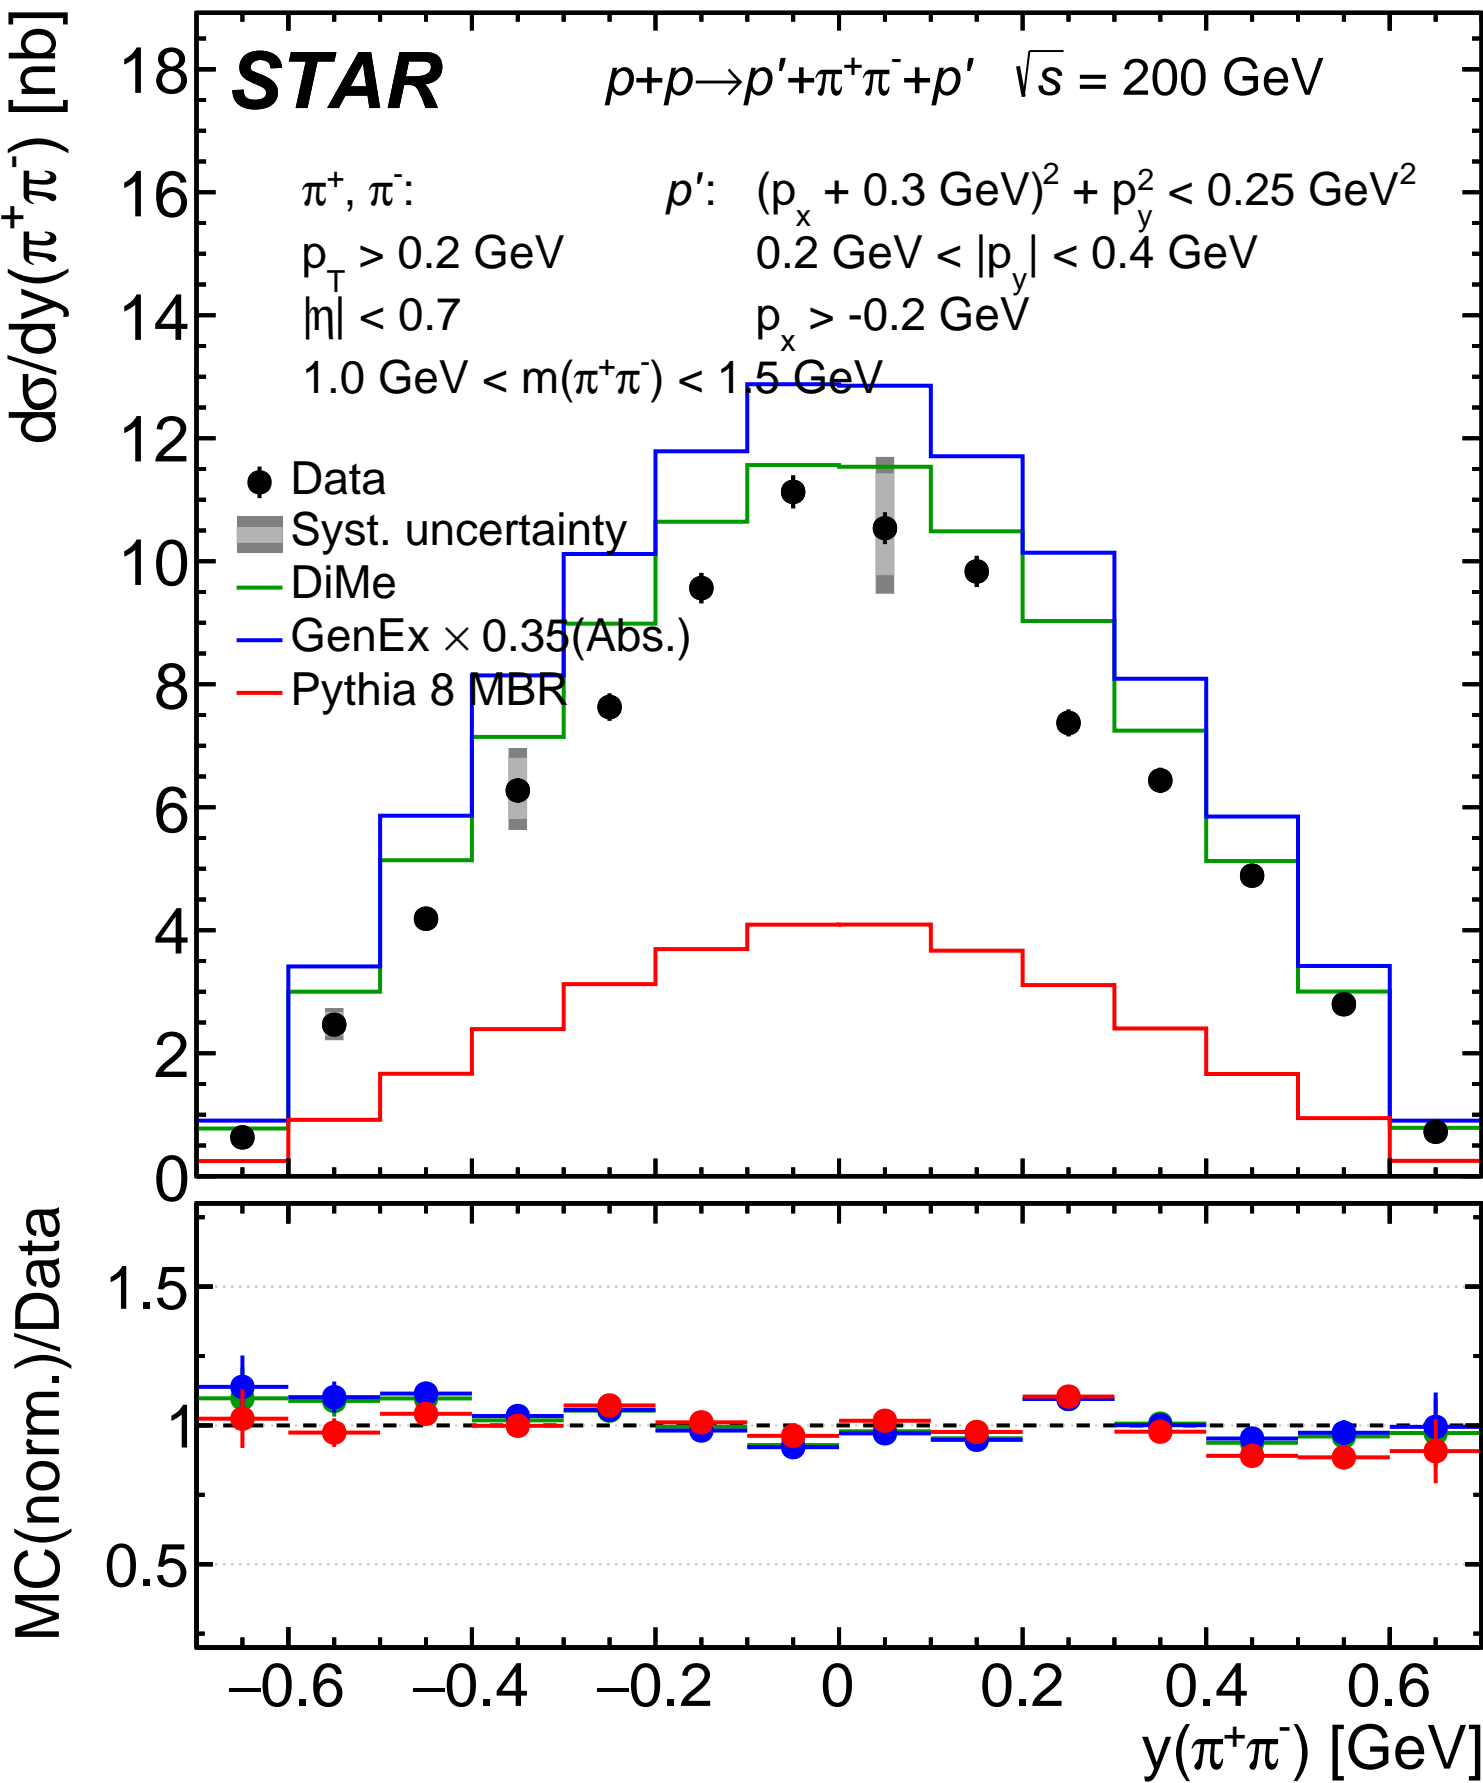 STAR p+p→p′+π⁺π⁻+p′ √s = 200 GeV
π⁺, π⁻: p′: (pₓ + 0.3 GeV)² + p_y² < 0.25 GeV²
p_T > 0.2 GeV 0.2 GeV < |p_y| < 0.4 GeV
|η| < 0.7 pₓ > -0.2 GeV
1.0 GeV < m(π⁺π⁻) < 1.5 GeV
Data
Syst. uncertainty
DiMe
GenEx × 0.35(Abs.)
Pythia 8 MBR
dσ/dy(π⁺π⁻) [nb]
18
16
14
12
10
8
6
4
2
0
MC(norm.)/Data
1.5
1
0.5
−0.6 −0.4 −0.2 0 0.2 0.4 0.6
y(π⁺π⁻) [GeV]